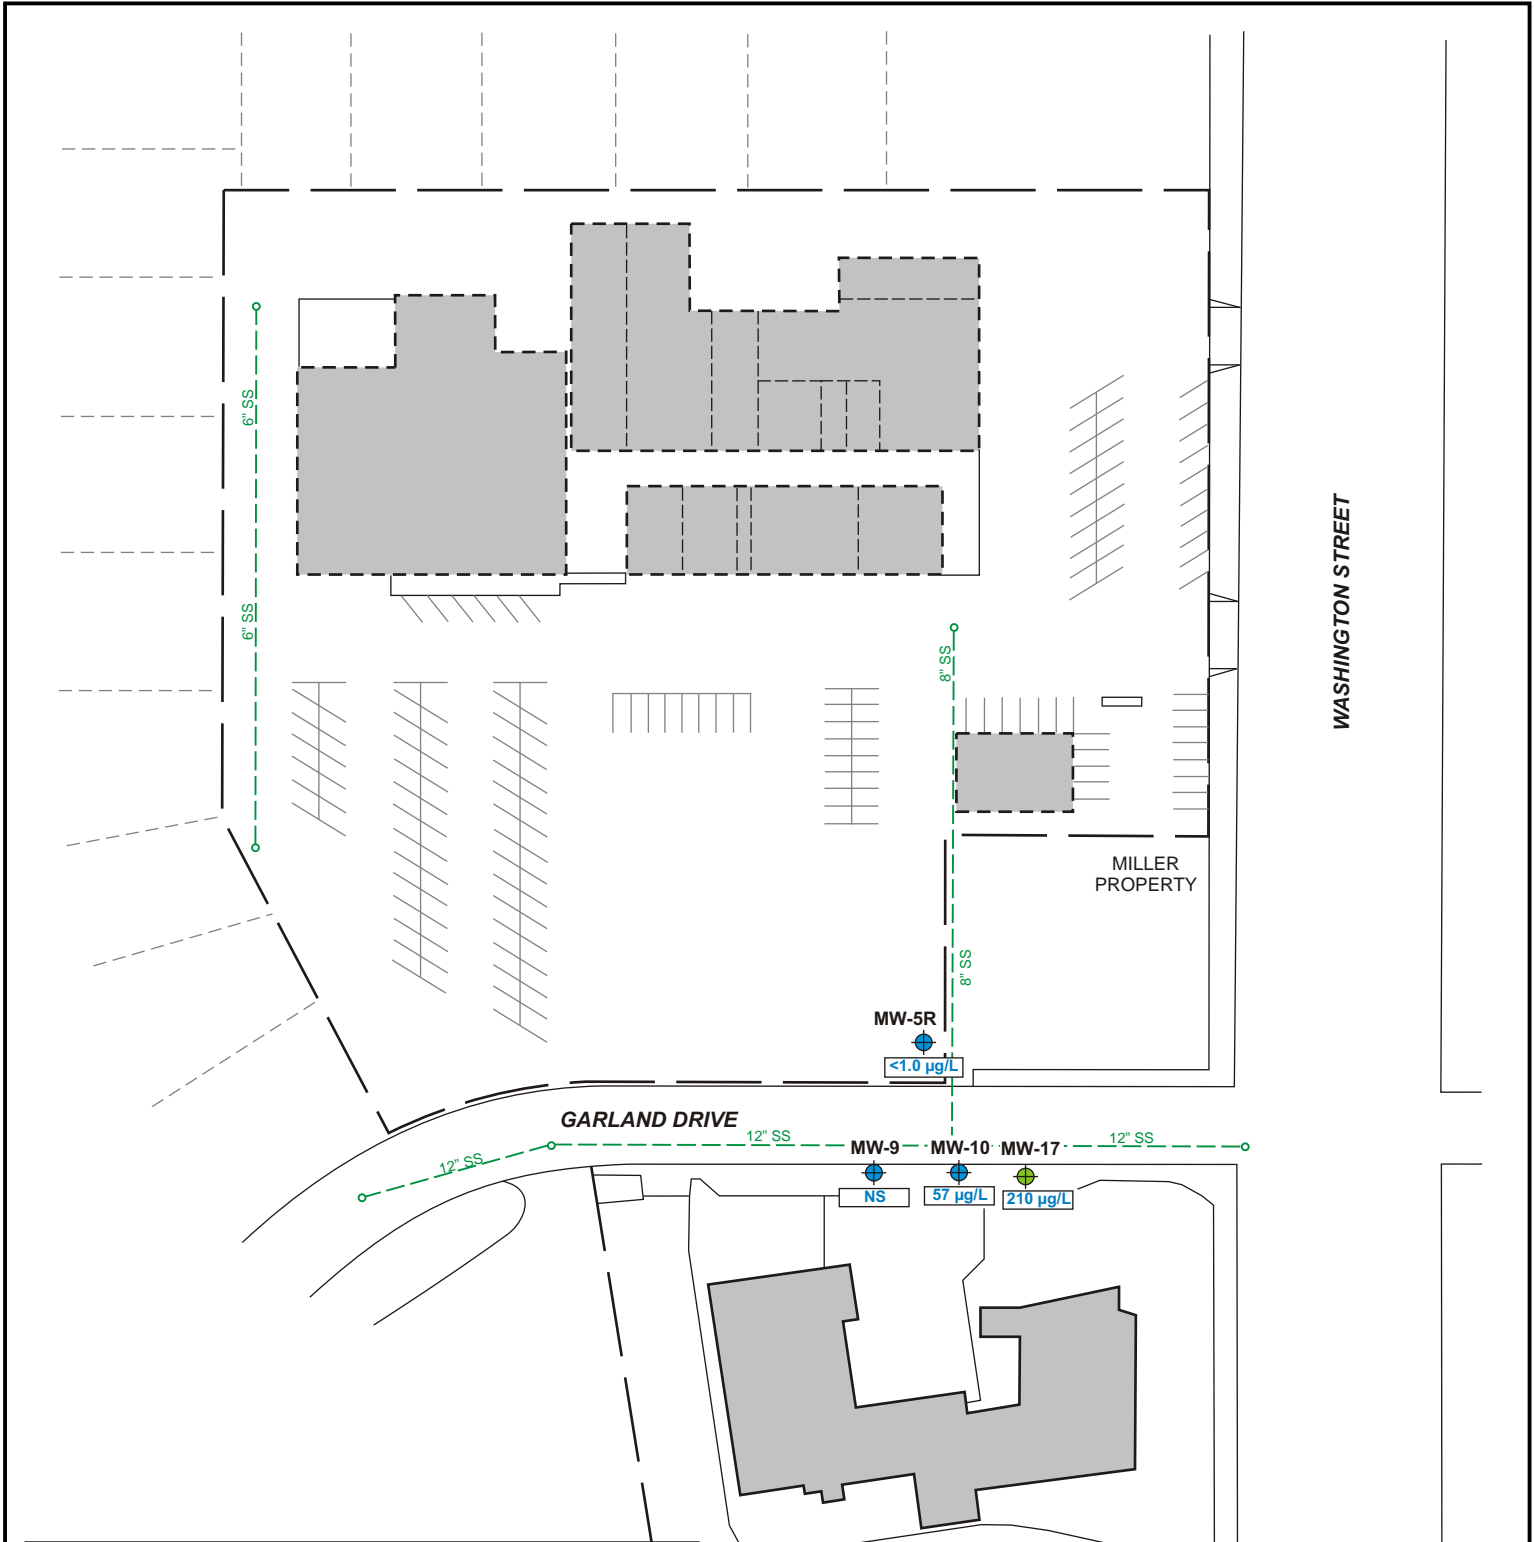 6” SS
6” SS
8” SS
WASHINGTON STREET
MILLER
PROPERTY
8” SS
MW-5R
<1.0 µg/L
GARLAND DRIVE
12” SS
12” SS
12” SS
MW-9
MW-10
MW-17
NS
57 µg/L
210 µg/L